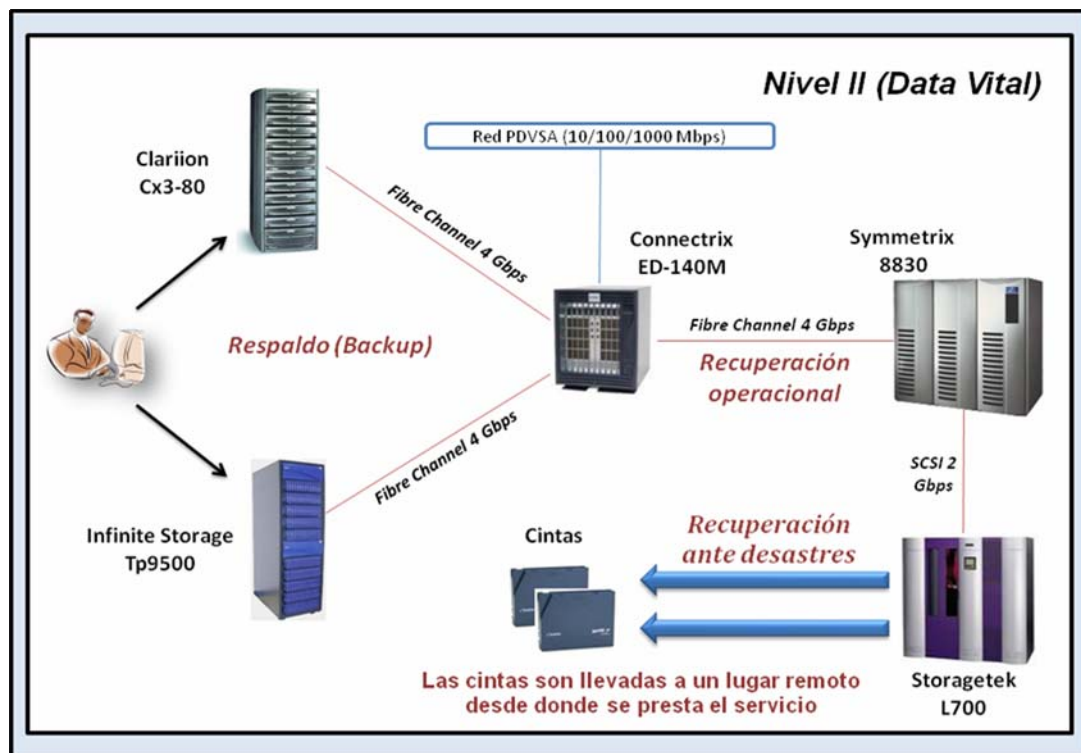 Nivel II (Data Vital)
Red PDVSA (10/100/1000 Mbps)
Clariion
Cx3-80
Fibre Channel 4 Gbps
Connectrix
ED-140M
Symmetrix
8830
Respaldo (Backup)
Fibre Channel 4 Gbps
Recuperación
operacional
Fibre Channel 4 Gbps
SCSI 2
Gbps
Infinite Storage
Tp9500
Cintas
Recuperación
ante desastres
Las cintas son llevadas a un lugar remoto
desde donde se presta el servicio
Storagetek
L700